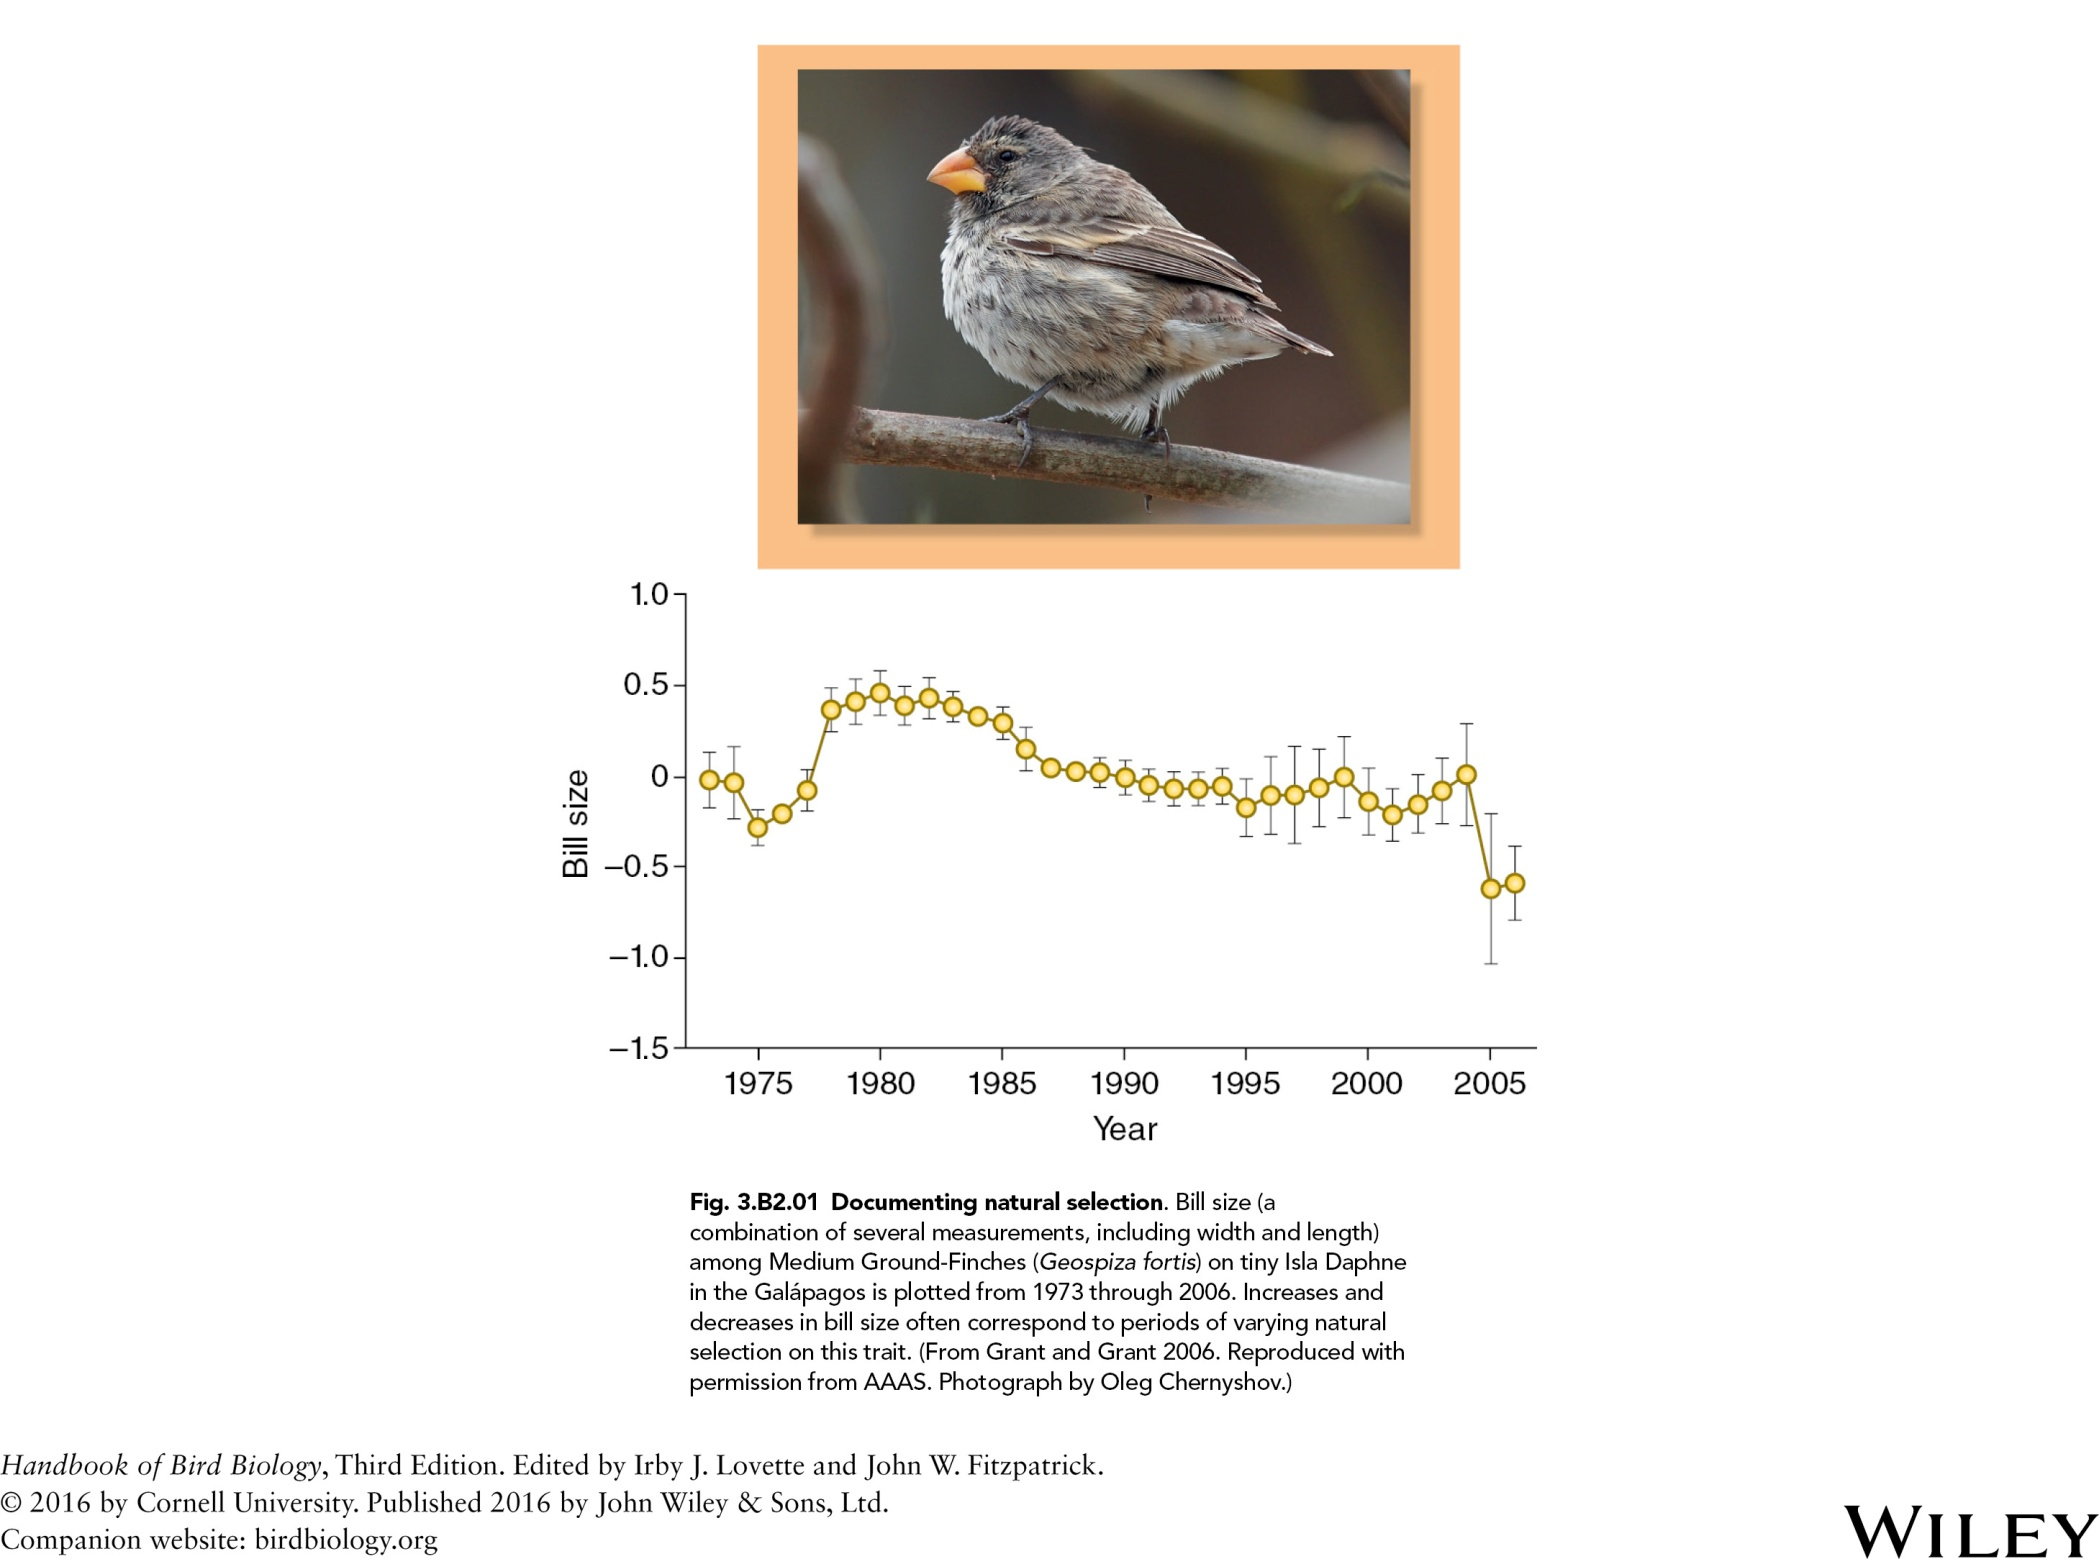 1.0
0.5
0
−0.5
−1.0
−1.5
Bill size
1975 1980 1985 1990 1995 2000 2005
Year
Fig. 3.B2.01 Documenting natural selection. Bill size (a
combination of several measurements, including width and length)
among Medium Ground-Finches (Geospiza fortis) on tiny Isla Daphne
in the Galápagos is plotted from 1973 through 2006. Increases and
decreases in bill size often correspond to periods of varying natural
selection on this trait. (From Grant and Grant 2006. Reproduced with
permission from AAAS. Photograph by Oleg Chernyshov.)
Handbook of Bird Biology, Third Edition. Edited by Irby J. Lovette and John W. Fitzpatrick.
© 2016 by Cornell University. Published 2016 by John Wiley & Sons, Ltd.
Companion website: birdbiology.org
WILEY